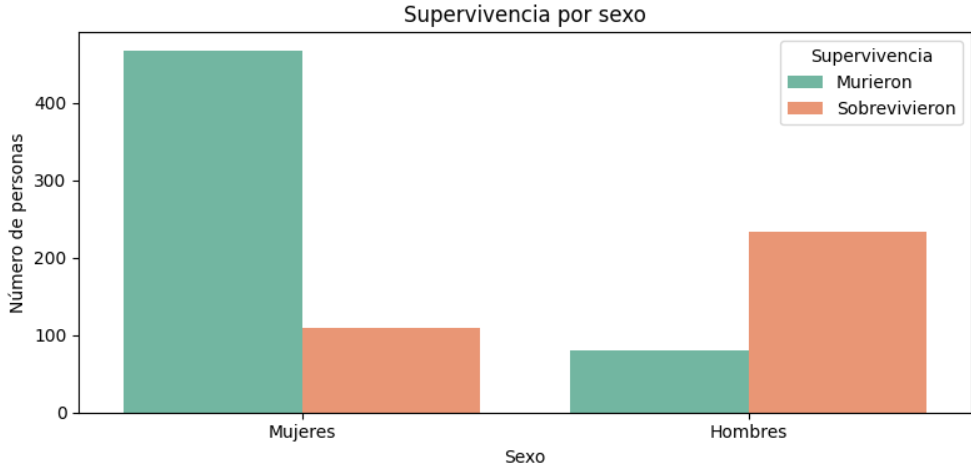 Supervivencia por sexo
Supervivencia
Murieron
Sobrevivieron
Número de personas
400
300
200
100
0
Mujeres
Hombres
Sexo